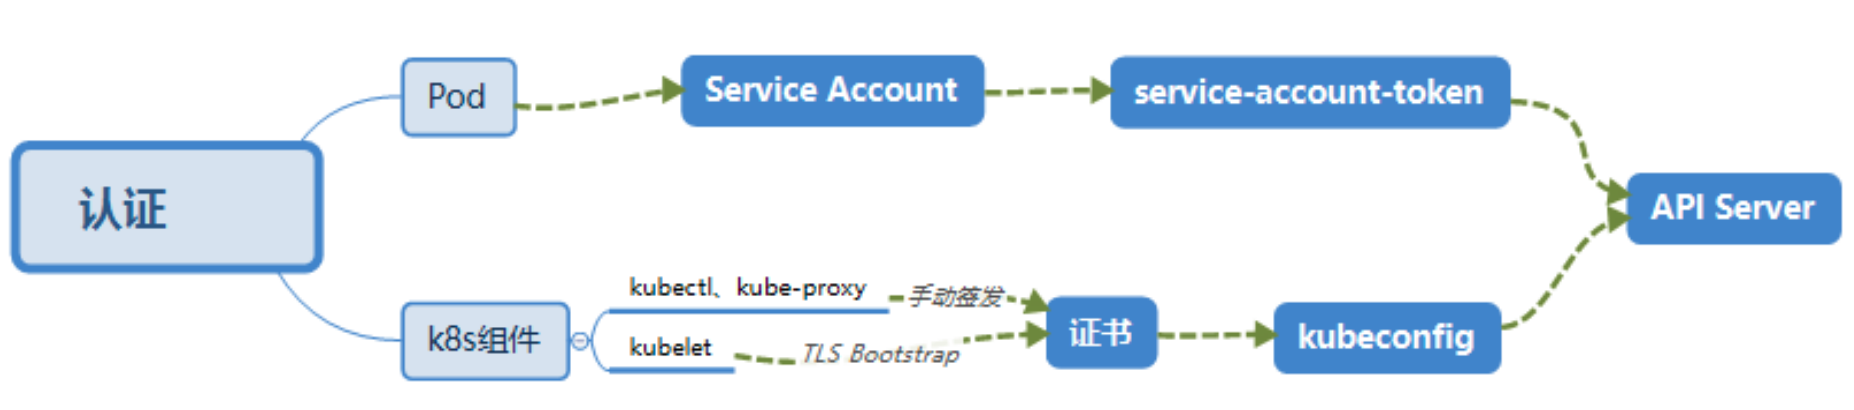 Pod
Service Account
service-account-token
认证
API Server
kubectl、kube-proxy
手动签发
k8s组件
证书
kubeconfig
kubelet
TLS Bootstrap